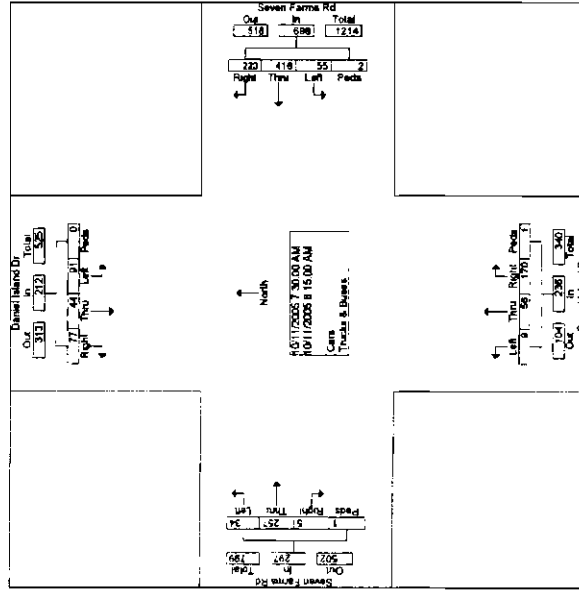 Seven Farms Rd
Out In Total
518 696 1214
223 416 55 2
Right Thru Left Peds
Daniel Island Dr
Out In Total
313 212 525
77 44 91 0
Right Thru Left Peds
North
10/11/2005 7:30:00 AM
10/11/2005 8:15:00 AM
Cars
Trucks & Buses
Left Thru Right Peds
9 56 170 1
104 236 340
Out In Total
Left Thru Right Peds
34 257 5 1
799 297 502
Total In Out
Seven Farms Rd